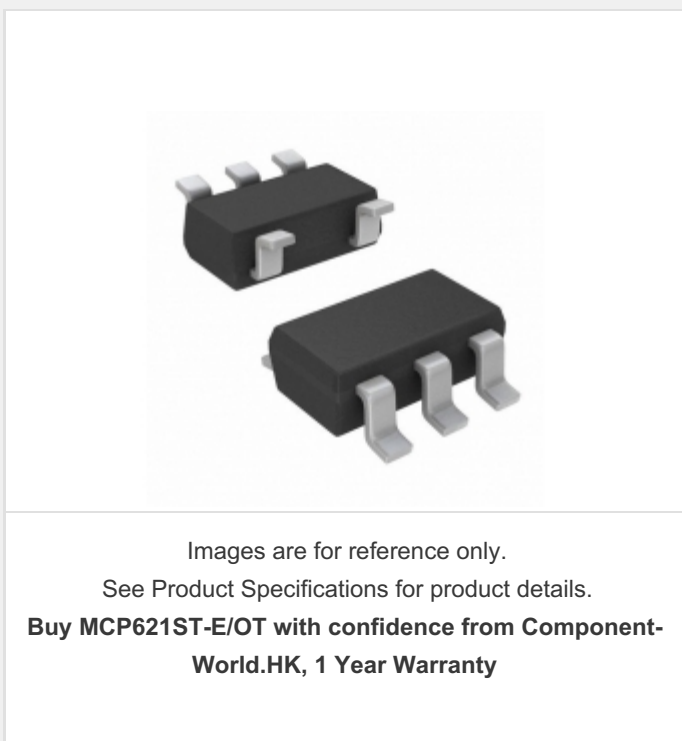 Images are for reference only.
See Product Specifications for product details.
Buy MCP621ST-E/OT with confidence from Component-
World.HK, 1 Year Warranty